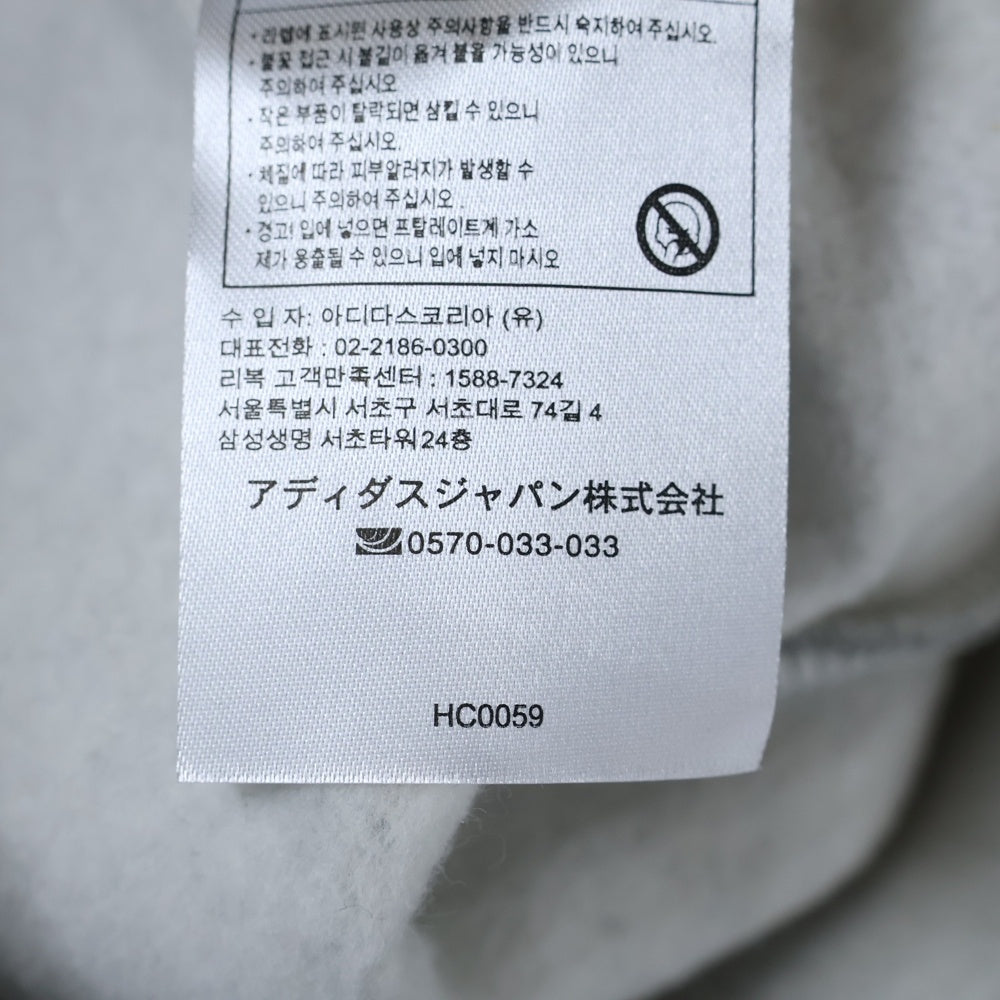 · 라벨에 표시된 사용상 주의사항을 반드시 숙지하여 주십시오.
· 불꽃 접근 시 불길이 옮겨 붙을 가능성이 있으니
주의하여 주십시오
· 작은 부품이 탈락되면 삼킬 수 있으니
주의하여 주십시오.
· 체질에 따라 피부알러지가 발생할 수
있으니 주의하여 주십시오 .
· 경고! 입에 넣으면 프탈레이트계 가소
제가 용출될 수 있으니 입에 넣지 마시오
수 입 자: 아디다스코리아 (유)
대표전화 : 02-2186-0300
리복 고객만족센터 : 1588-7324
서울특별시 서초구 서초대로 74길 4
삼성생명 서초타워24층
アディダスジャパン株式会社
0570-033-033
HC0059